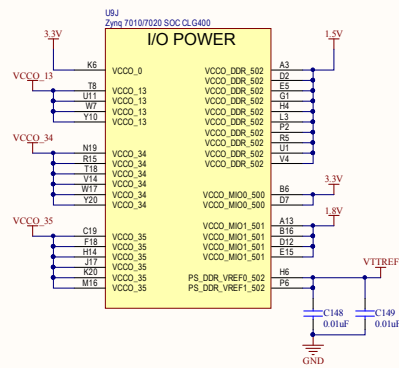 U9J
Zynq 7010/7020 SOC CLG400
I/O POWER
3.3V
K6 VCCO_0
VCCO_13
T8 VCCO_13
U11 VCCO_13
W7 VCCO_13
Y10 VCCO_13
VCCO_34
N19 VCCO_34
R15 VCCO_34
T18 VCCO_34
V14 VCCO_34
W17 VCCO_34
Y20 VCCO_34
VCCO_35
C19 VCCO_35
F18 VCCO_35
H14 VCCO_35
J17 VCCO_35
K20 VCCO_35
M16 VCCO_35
1.5V
VCCO_DDR_502 A3
VCCO_DDR_502 D2
VCCO_DDR_502 E5
VCCO_DDR_502 G1
VCCO_DDR_502 H4
VCCO_DDR_502 L3
VCCO_DDR_502 P2
VCCO_DDR_502 R5
VCCO_DDR_502 U1
VCCO_DDR_502 V4
3.3V
VCCO_MIO0_500 B6
VCCO_MIO0_500 D7
1.8V
VCCO_MIO1_501 A13
VCCO_MIO1_501 B16
VCCO_MIO1_501 D12
VCCO_MIO1_501 E15
VTTREF
PS_DDR_VREF0_502 H6
PS_DDR_VREF1_502 P6
C148
0.01uF
C149
0.01uF
GND